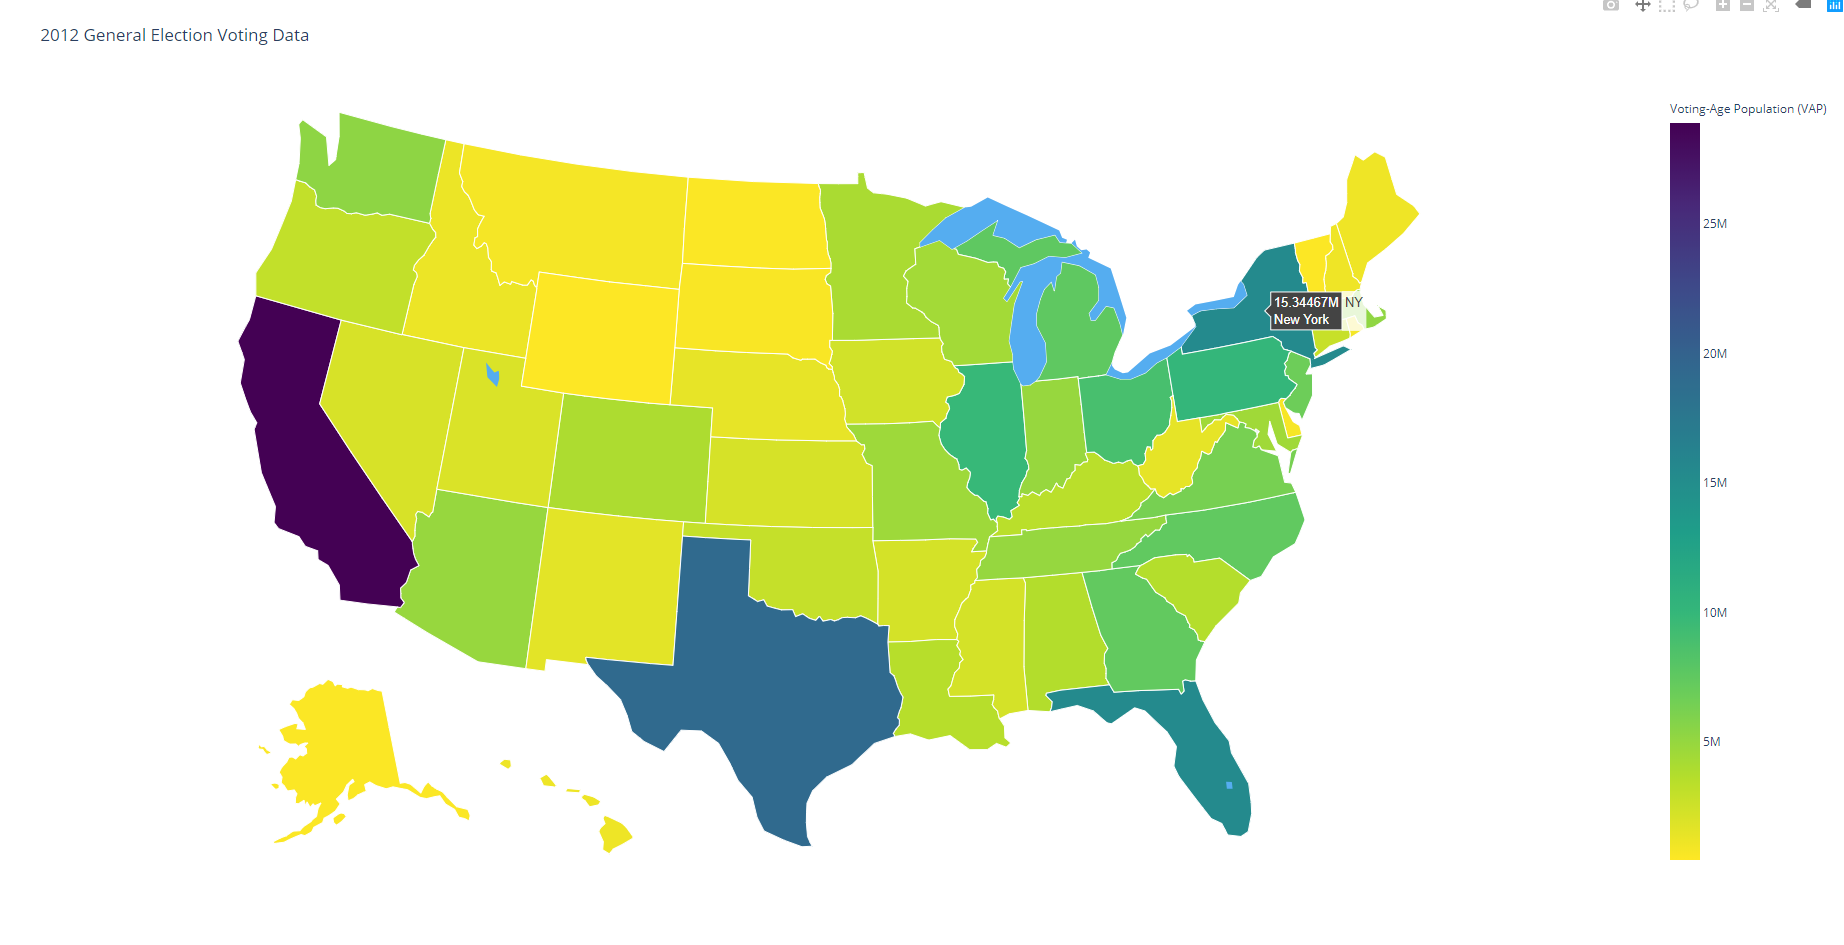 2012 General Election Voting Data
Voting-Age Population (VAP)
25M
20M
15M
10M
5M
15.34467M NY
New York